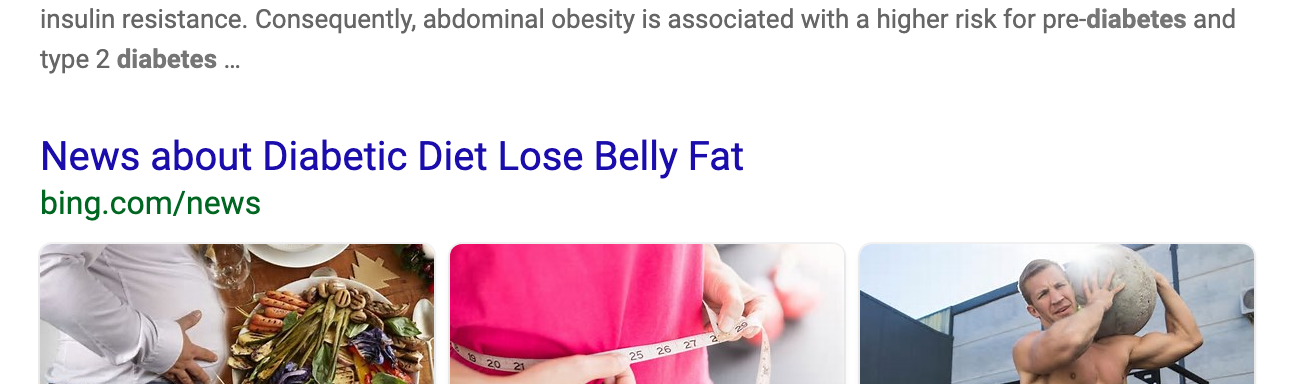 insulin resistance. Consequently, abdominal obesity is associated with a higher risk for pre-diabetes and
type 2 diabetes ...
News about Diabetic Diet Lose Belly Fat
bing.com/news
19 20 21 25 26 27 29